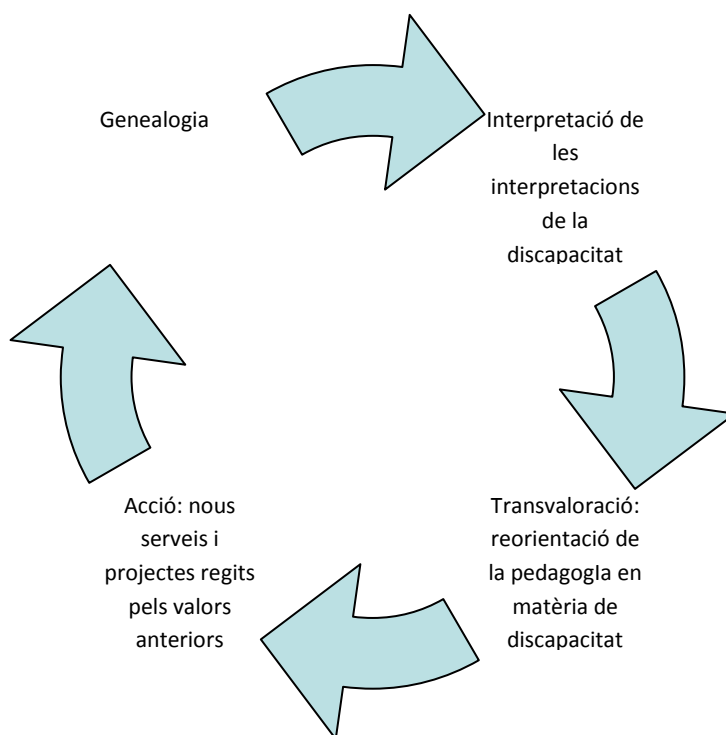 Genealogia
Interpretació de
les
interpretacions
de la
discapacitat
Transvaloració:
reorientació de
la pedagogIa en
matèria de
discapacitat
Acció: nous
serveis i
projectes regits
pels valors
anteriors